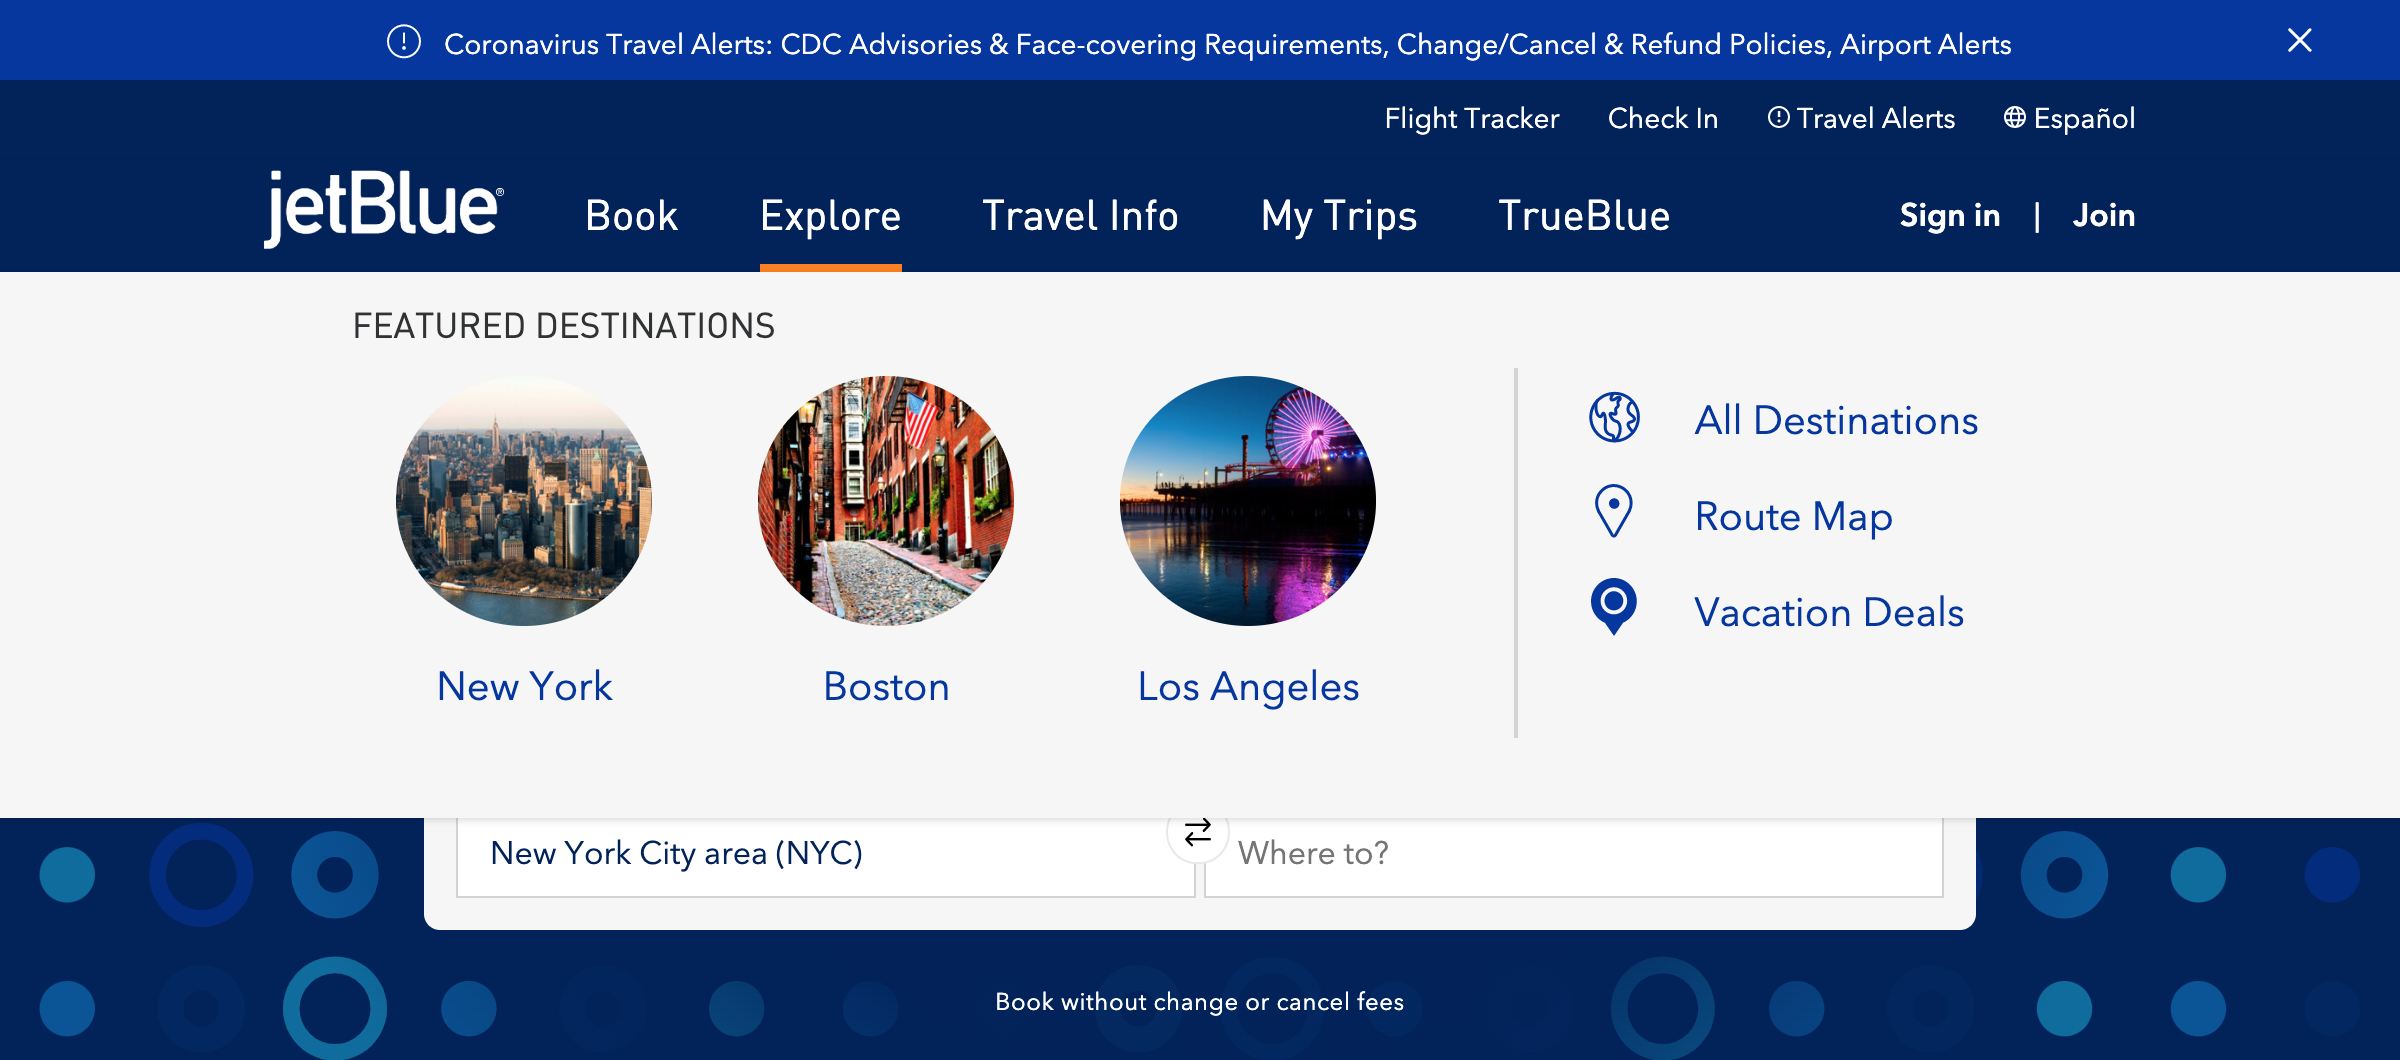 Coronavirus Travel Alerts: CDC Advisories & Face-covering Requirements, Change/Cancel & Refund Policies, Airport Alerts
Flight Tracker Check In Travel Alerts Español
jetBlue® Book Explore Travel Info My Trips TrueBlue Sign in | Join
FEATURED DESTINATIONS
All Destinations
Route Map
Vacation Deals
New York Boston Los Angeles
New York City area (NYC) Where to?
Book without change or cancel fees